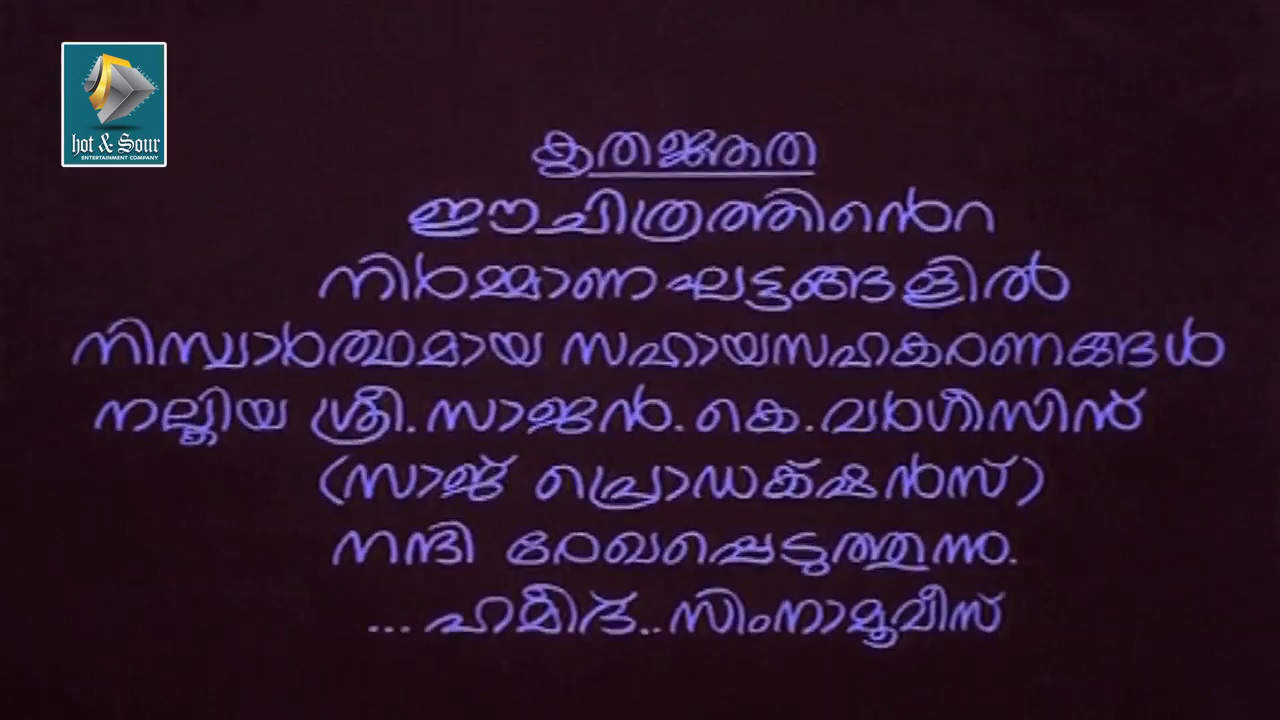 hot & Sour
ENTERTAINMENT COMPANY
കൃതജ്ഞത
ഈ ചിത്രത്തിൻെറ
നിർമ്മാണ ഘട്ടങ്ങളിൽ
നിസ്വാർത്ഥമായ സഹായസഹകരണങ്ങൾ
നല്കിയ ശ്രീ. സാജൻ. കെ. വർഗീസിന്
(സാജ് പ്രൊഡക്ഷൻസ്)
നന്ദി രേഖപ്പെടുത്തുന്നു.
... ഹമീദ്.. സിംനാമൂവീസ്